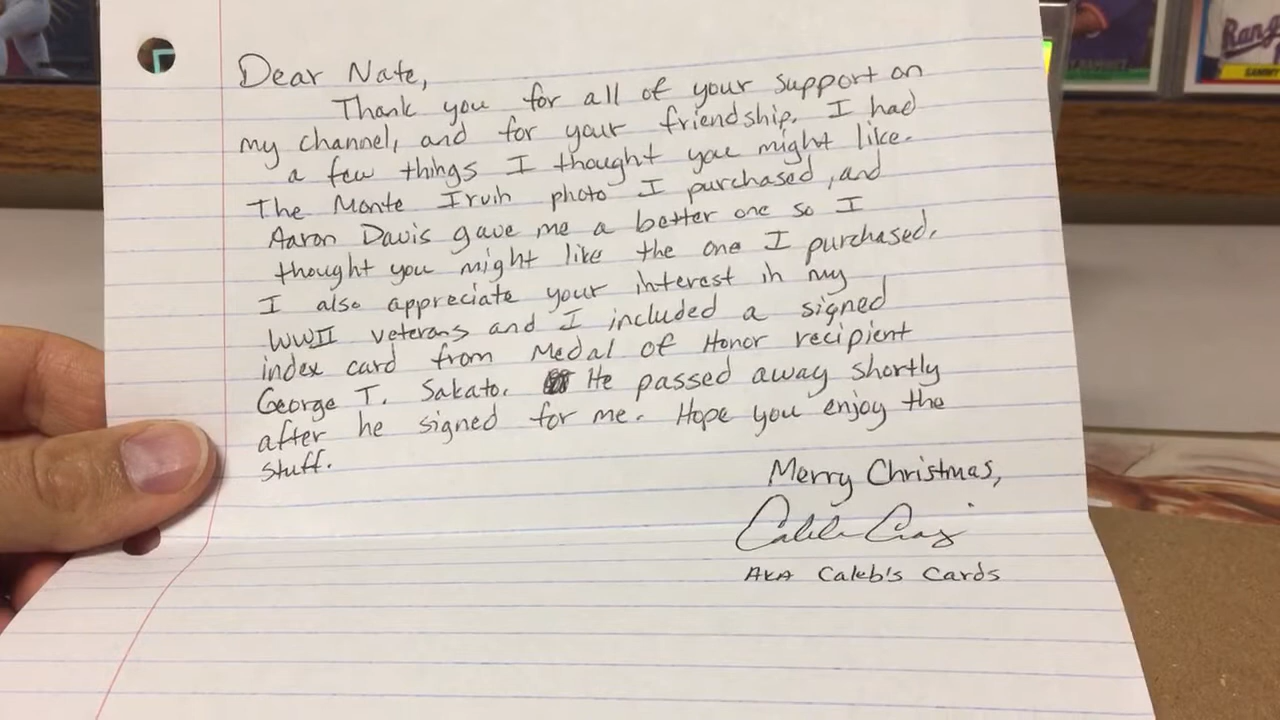 Dear Nate,
Thank you for all of your support on
my channel, and for your friendship. I had
a few things I thought you might like.
The Monte Irvin photo I purchased, and
Aaron Davis gave me a better one so I
thought you might like the one I purchased.
I also appreciate your interest in my
WWII veterans and I included a signed
index card from Medal of Honor recipient
George T. Sakato. He passed away shortly
after he signed for me. Hope you enjoy the
stuff.
Merry Christmas,
AKA Caleb's Cards
Rang
SAMMY